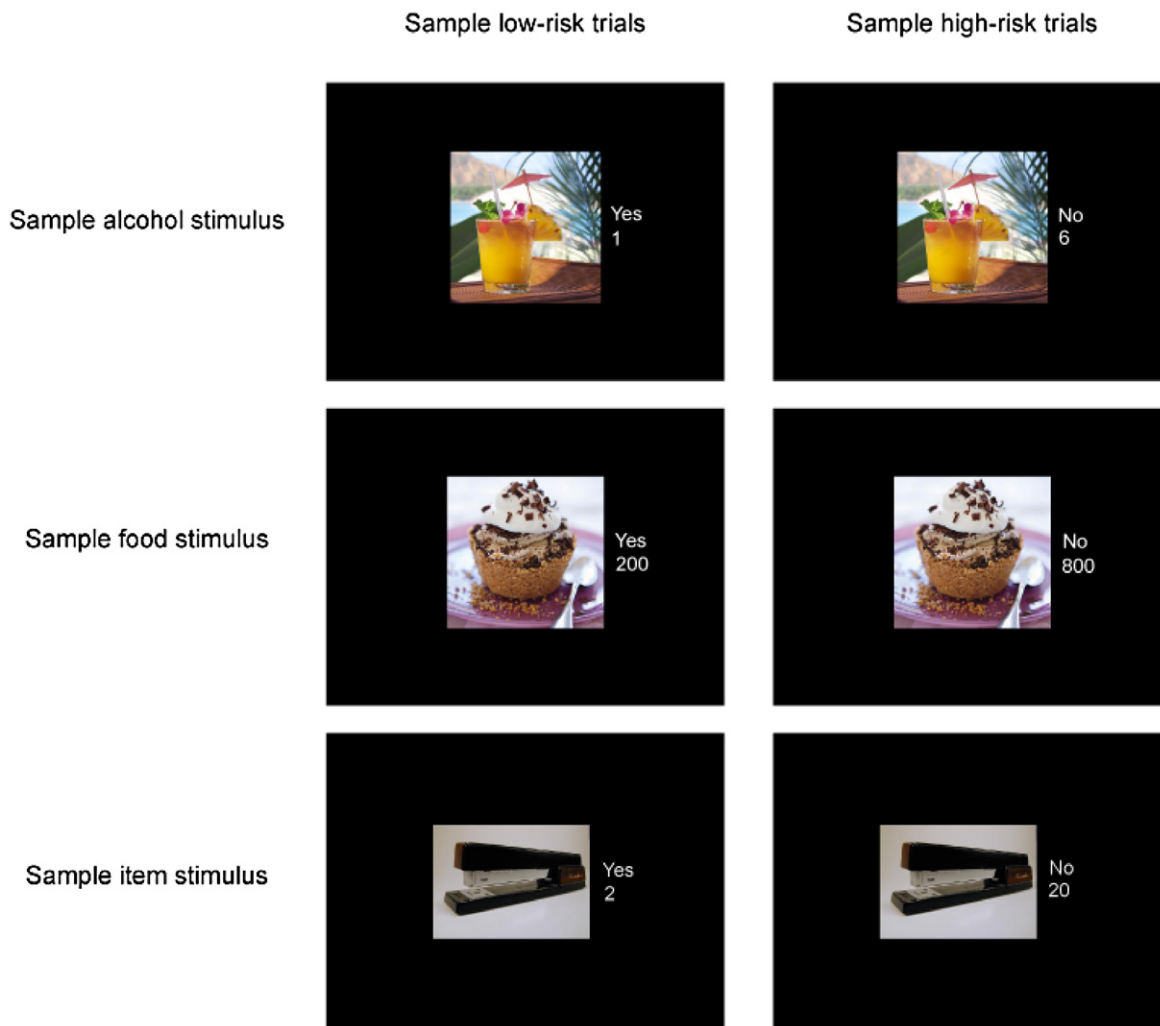 Sample low-risk trials
Sample high-risk trials
Sample alcohol stimulus
Yes
1
No
6
Sample food stimulus
Yes
200
No
800
Sample item stimulus
Yes
2
No
20